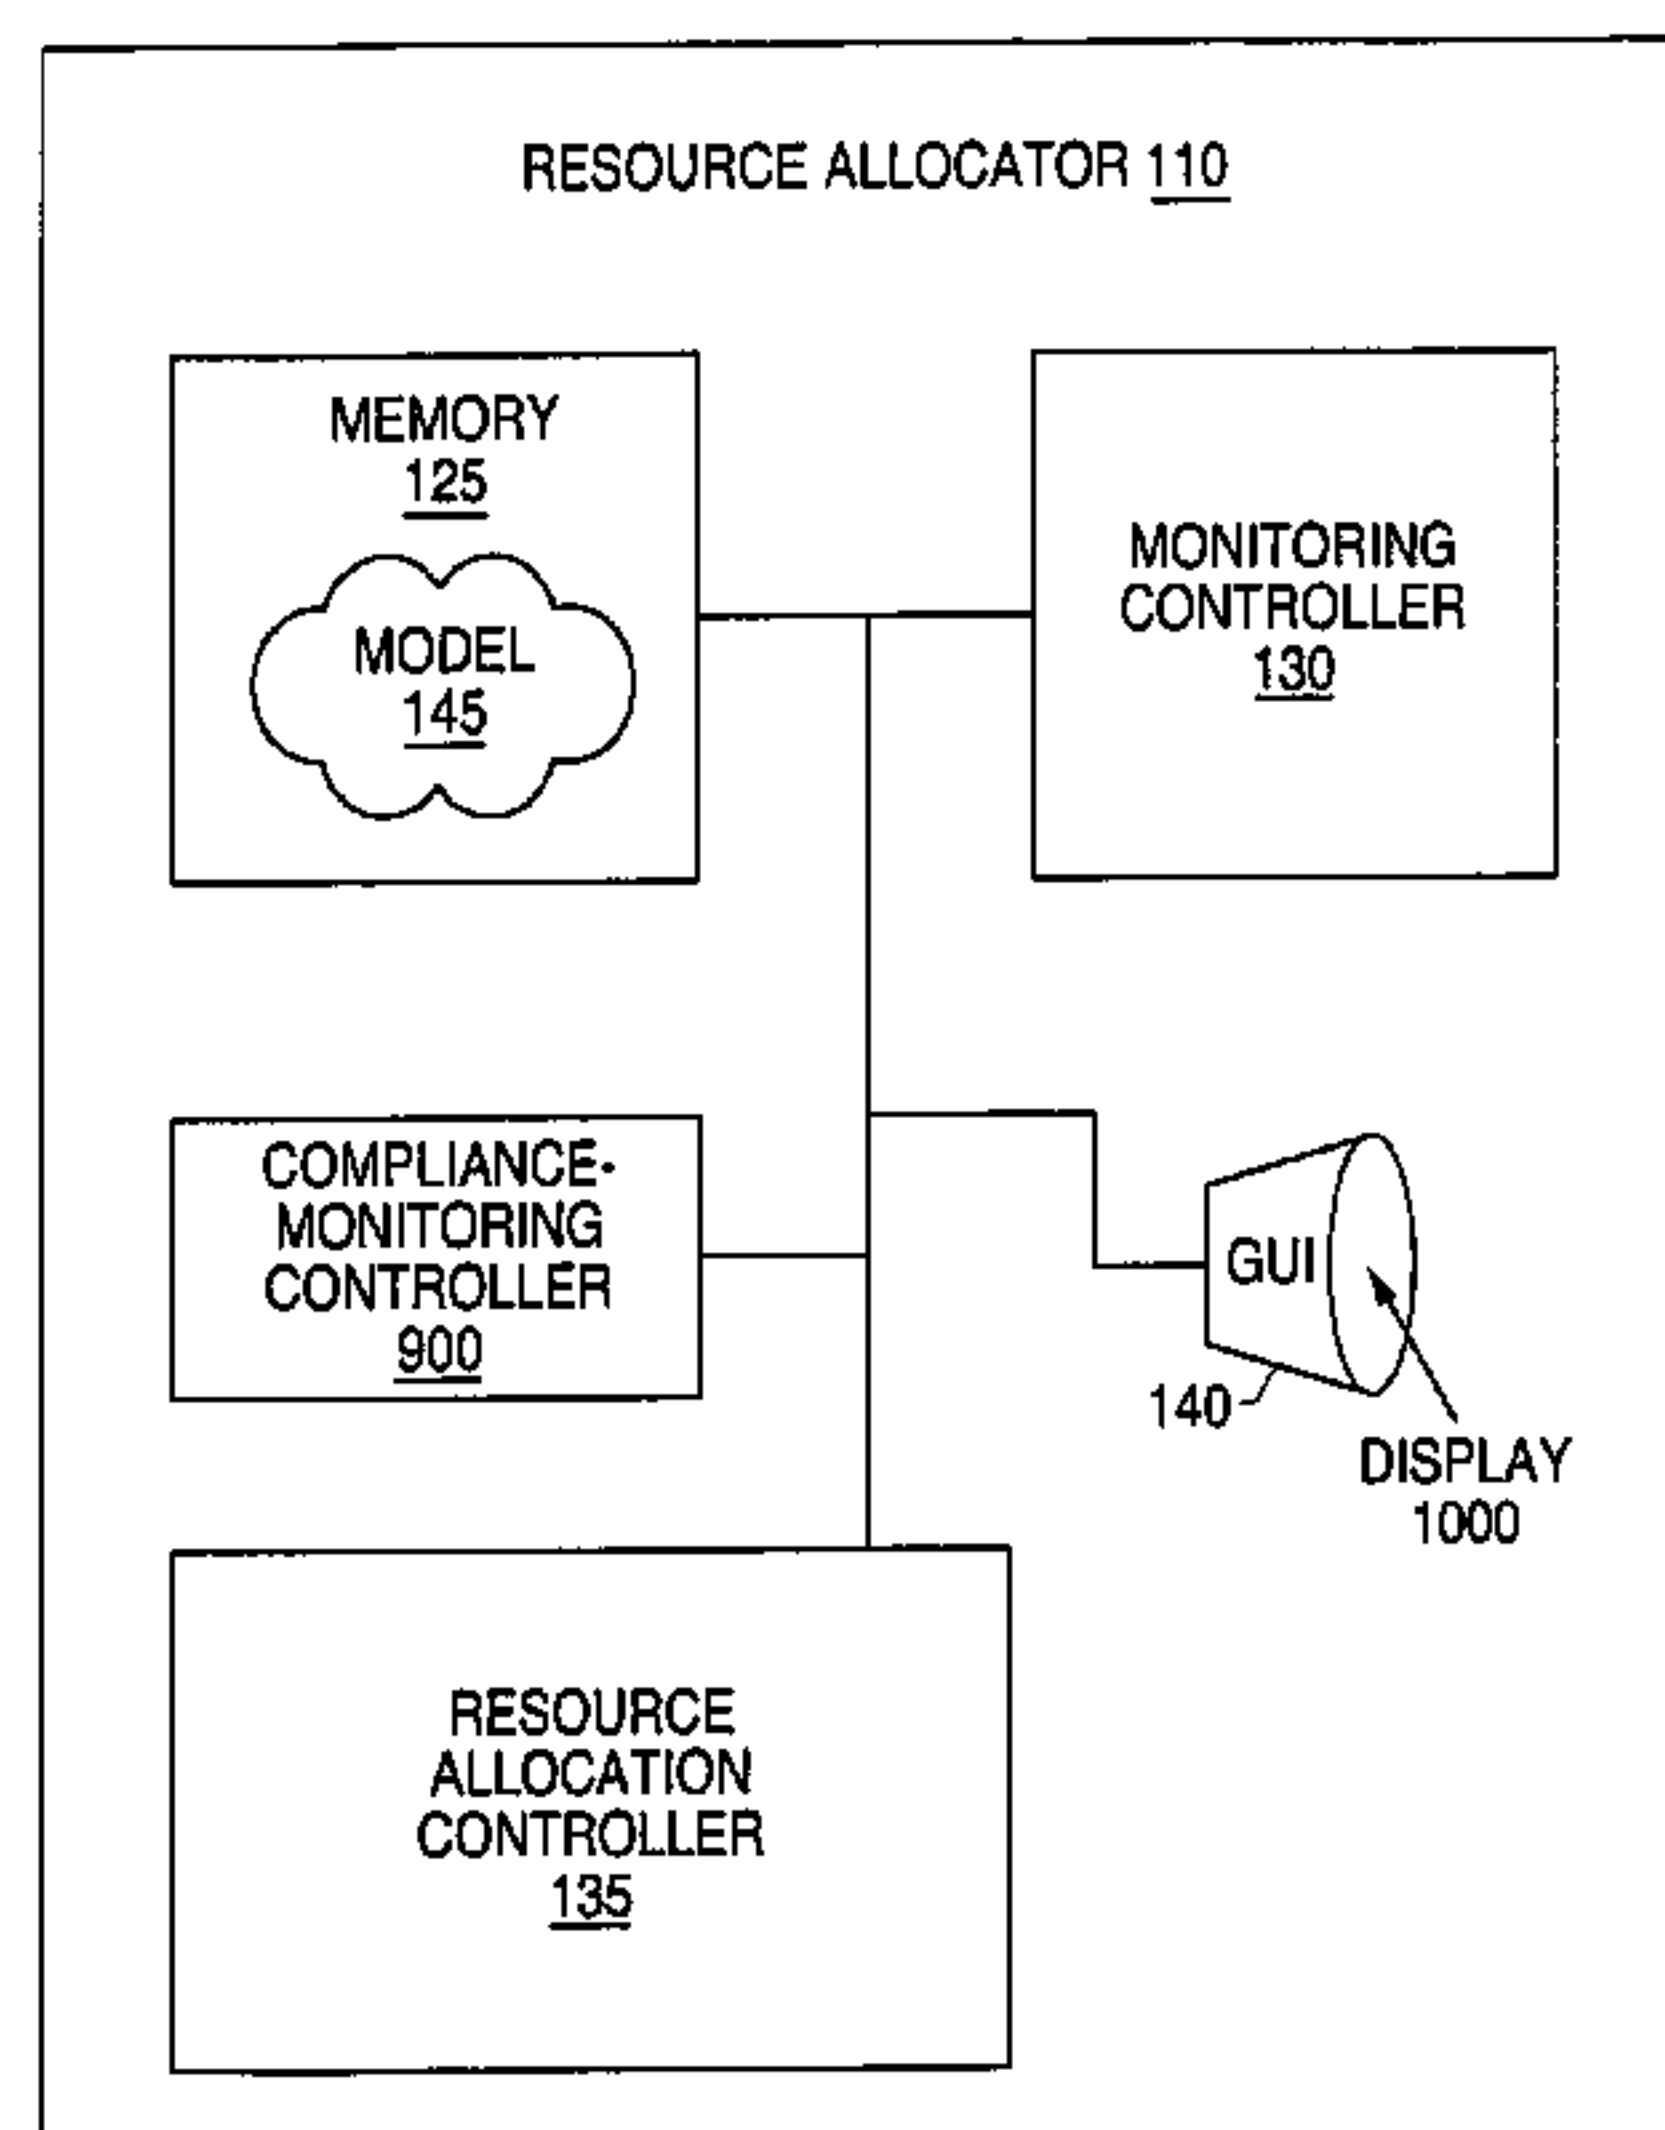 RESOURCE ALLOCATOR 110
MEMORY
125
MODEL
145
MONITORING
CONTROLLER
130
COMPLIANCE-
MONITORING
CONTROLLER
900
GUI
140
DISPLAY
1000
RESOURCE
ALLOCATION
CONTROLLER
135